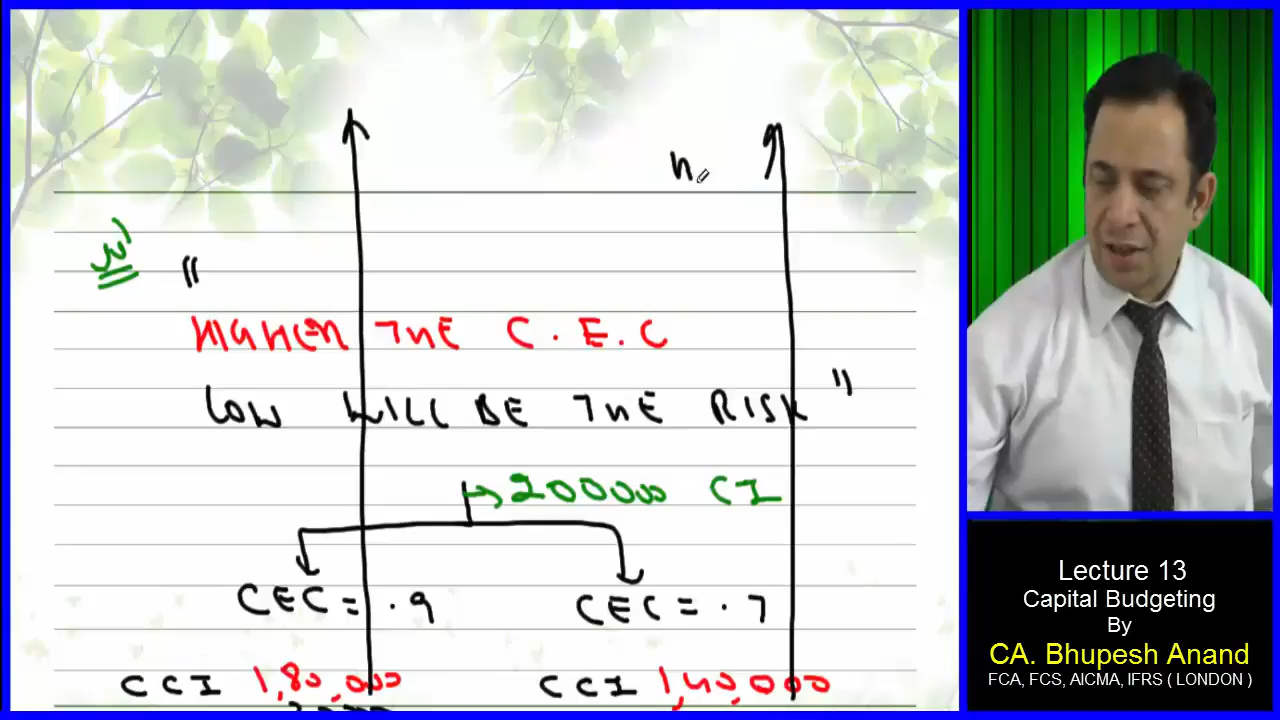 "
HIGHER THE C.E.C
LOW WILL BE THE RISK"
→ 200000 CI
CEC = .9 CEC = .7
CCI 1,80,000 CCI 1,40,000
Lecture 13
Capital Budgeting
By
CA. Bhupesh Anand
FCA, FCS, AICMA, IFRS ( LONDON )